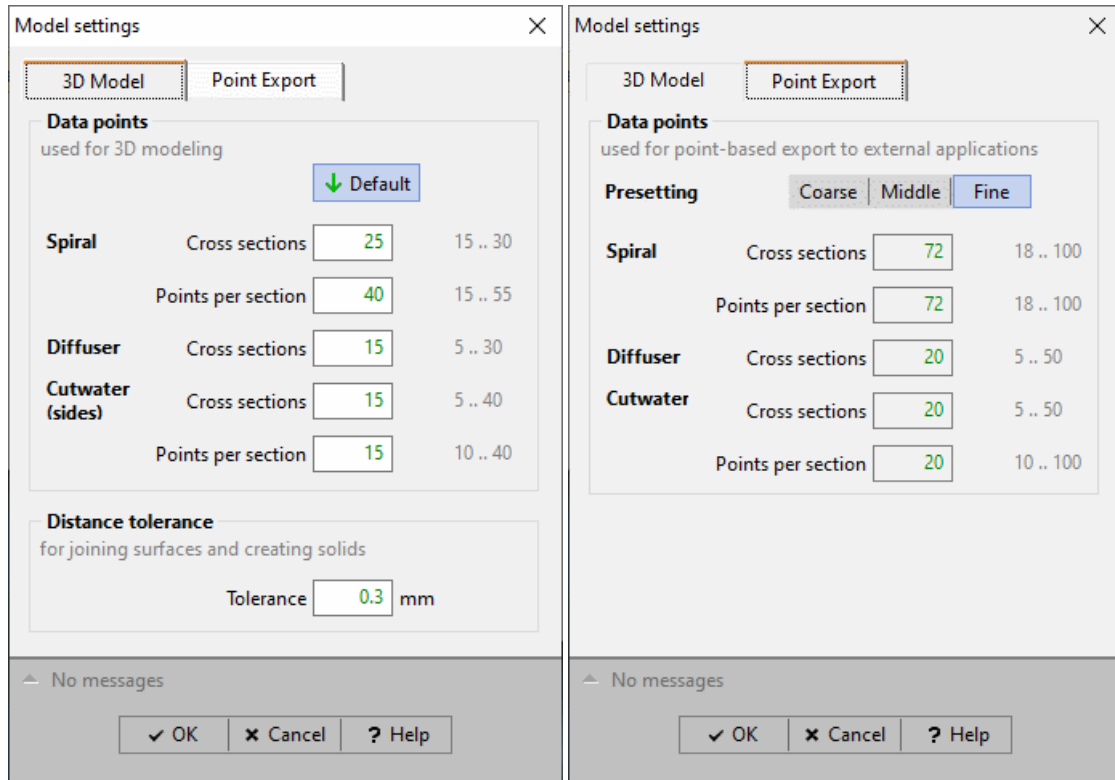 Model settings
3D Model Point Export
Data points
used for 3D modeling
Default
Spiral Cross sections 25 15 .. 30
Points per section 40 15 .. 55
Diffuser Cross sections 15 5 .. 30
Cutwater (sides) Cross sections 15 5 .. 40
Points per section 15 10 .. 40
Distance tolerance
for joining surfaces and creating solids
Tolerance 0.3 mm
No messages
OK Cancel ? Help
Model settings
3D Model Point Export
Data points
used for point-based export to external applications
Presetting Coarse Middle Fine
Spiral Cross sections 72 18 .. 100
Points per section 72 18 .. 100
Diffuser Cross sections 20 5 .. 50
Cutwater Cross sections 20 5 .. 50
Points per section 20 10 .. 100
No messages
OK Cancel ? Help